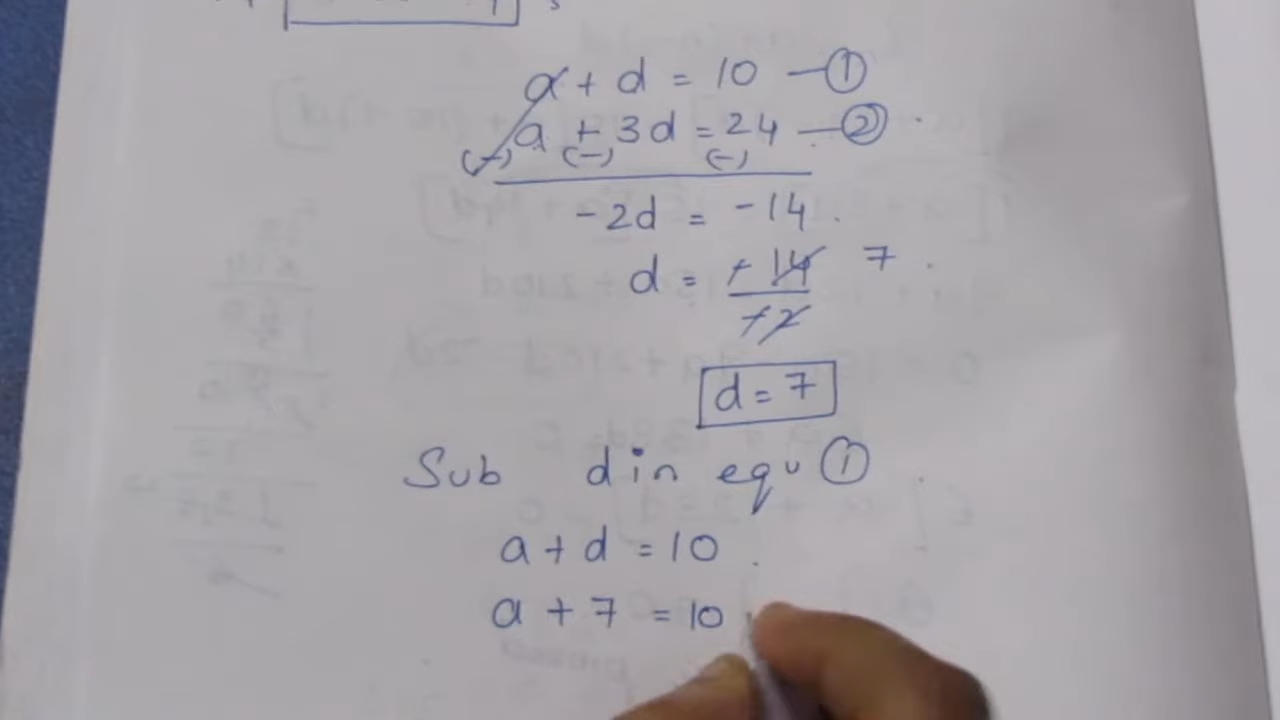 a + d = 10 — ①
a + 3d = 24 — ②
(-) (-) (-)
-2d = -14
d = -14 7
-2
d = 7
Sub d in equ ①
a + d = 10
a + 7 = 10